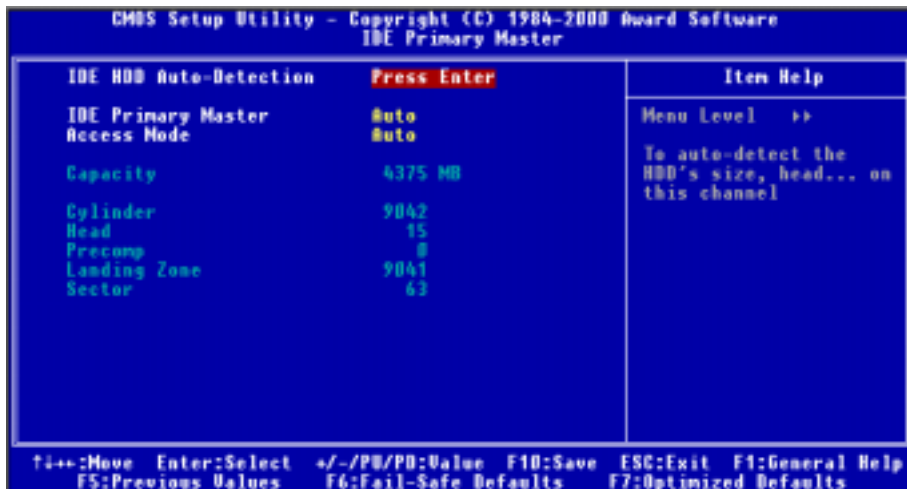 CMOS Setup Utility - Copyright (C) 1984-2000 Award Software
IDE Primary Master
IDE HDD Auto-Detection Press Enter
IDE Primary Master Auto
Access Mode Auto
Capacity 4375 MB
Cylinder 9042
Head 15
Precomp 0
Landing Zone 9041
Sector 63
Item Help
Menu Level ▸▸
To auto-detect the
HDD's size, head... on
this channel
↑↓→←:Move Enter:Select +/-/PU/PD:Value F10:Save ESC:Exit F1:General Help
F5:Previous Values F6:Fail-Safe Defaults F7:Optimized Defaults